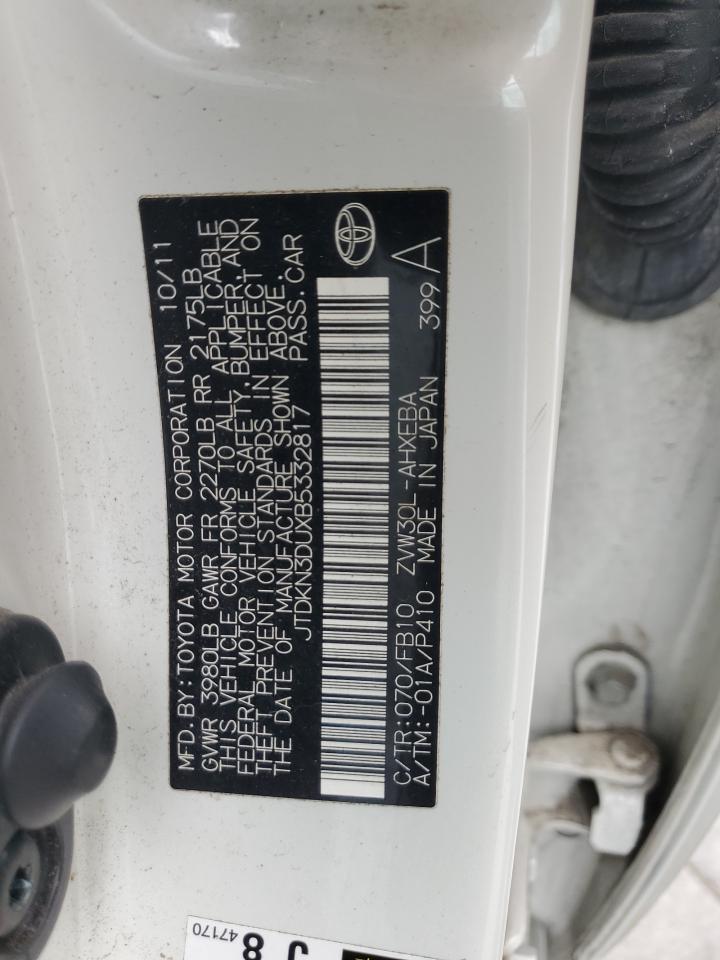 MFD. BY: TOYOTA MOTOR CORPORATION 10/11
GVWR 3980LB GAWR FR 2270LB RR 2175LB
THIS VEHICLE CONFORMS TO ALL APPLICABLE
FEDERAL MOTOR VEHICLE SAFETY, BUMPER, AND
THEFT PREVENTION STANDARDS IN EFFECT ON
THE DATE OF MANUFACTURE SHOWN ABOVE.
JTDKN3DUXB5332817 PASS. CAR
C/TR: 070/FB10 ZVW30L-AHXEBA 399
A/TM: -01A/P410 MADE IN JAPAN A
47170
J8